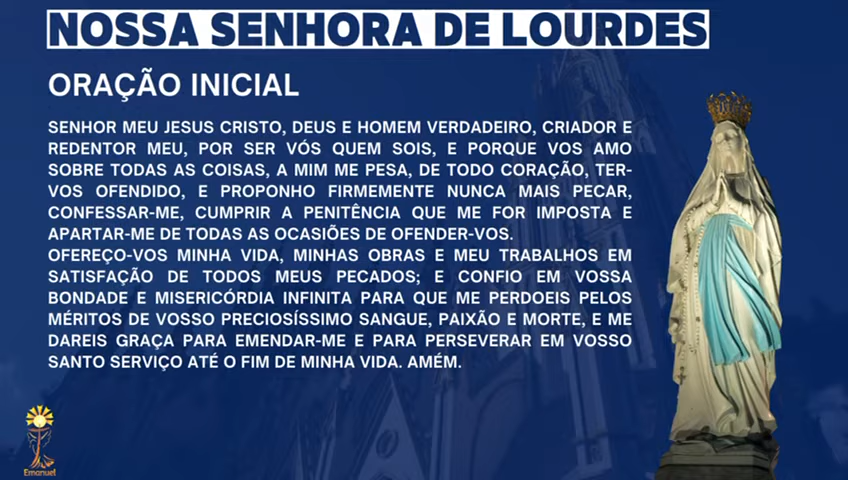 NOSSA SENHORA DE LOURDES
ORAÇÃO INICIAL
SENHOR MEU JESUS CRISTO, DEUS E HOMEM VERDADEIRO, CRIADOR E
REDENTOR MEU, POR SER VÓS QUEM SOIS, E PORQUE VOS AMO
SOBRE TODAS AS COISAS, A MIM ME PESA, DE TODO CORAÇÃO, TER-
VOS OFENDIDO, E PROPONHO FIRMEMENTE NUNCA MAIS PECAR,
CONFESSAR-ME, CUMPRIR A PENITÊNCIA QUE ME FOR IMPOSTA E
APARTAR-ME DE TODAS AS OCASIÕES DE OFENDER-VOS.
OFEREÇO-VOS MINHA VIDA, MINHAS OBRAS E MEU TRABALHOS EM
SATISFAÇÃO DE TODOS MEUS PECADOS; E CONFIO EM VOSSA
BONDADE E MISERICÓRDIA INFINITA PARA QUE ME PERDOEIS PELOS
MÉRITOS DE VOSSO PRECIOSÍSSIMO SANGUE, PAIXÃO E MORTE, E ME
DAREIS GRAÇA PARA EMENDAR-ME E PARA PERSEVERAR EM VOSSO
SANTO SERVIÇO ATÉ O FIM DE MINHA VIDA. AMÉM.
Emanuel